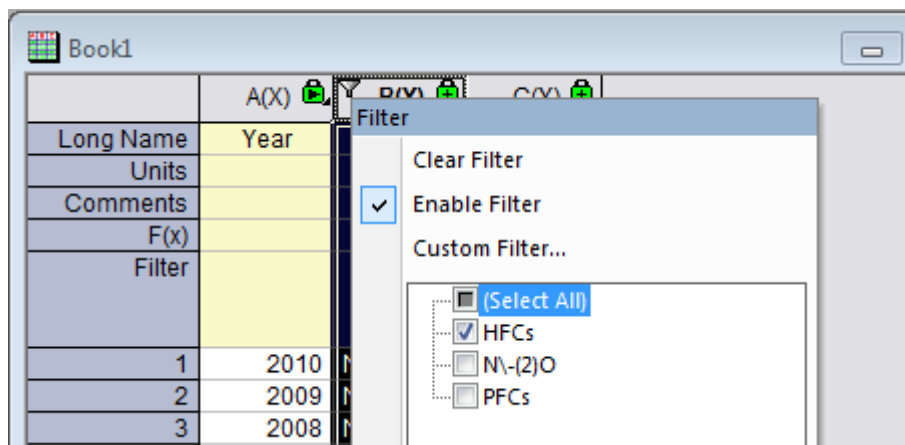 Book1
A(X) B(Y) C(Y)
Filter
Long Name Year
Units
Comments
F(x)
Filter
Clear Filter
Enable Filter
Custom Filter...
(Select All)
HFCs
N\-(2)O
PFCs
1 2010 N
2 2009 N
3 2008 N